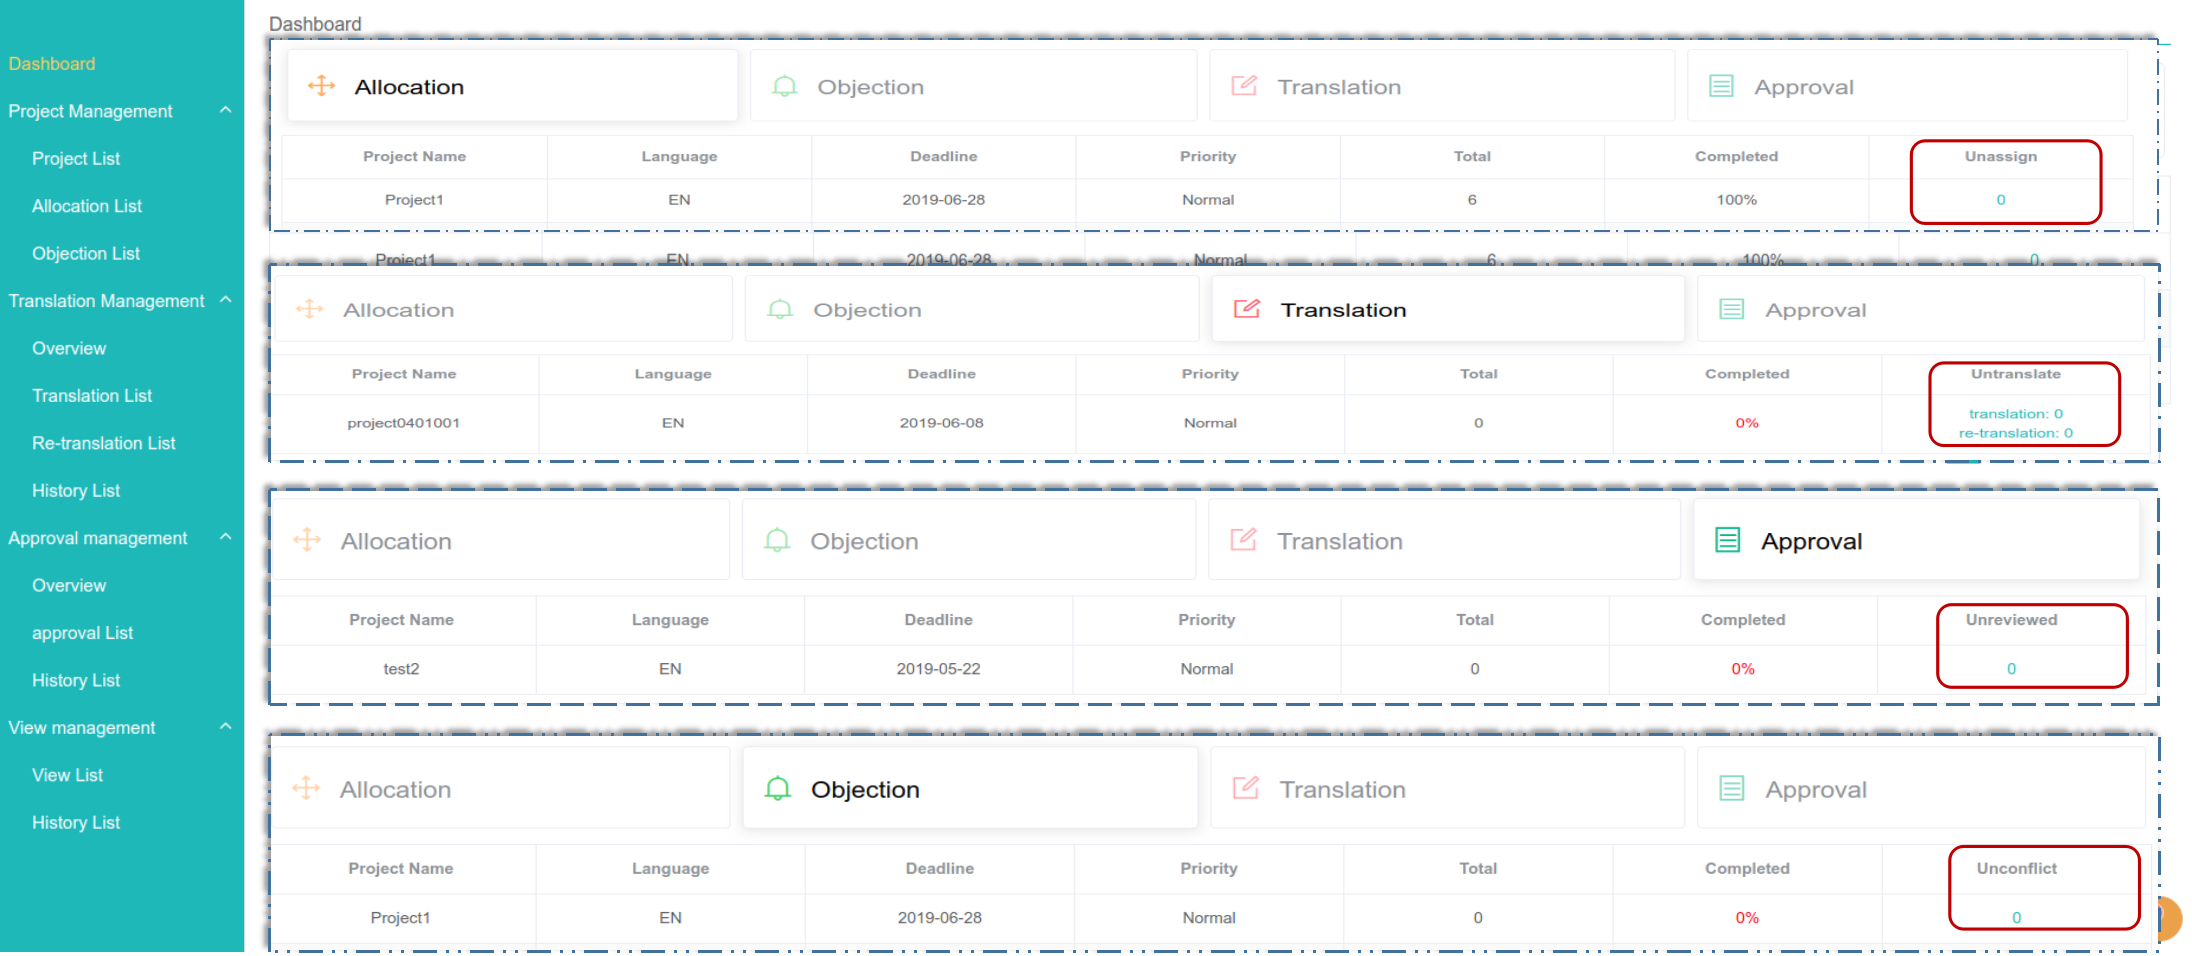 Dashboard
Project Management
Project List
Allocation List
Objection List
Translation Management
Overview
Translation List
Re-translation List
History List
Approval management
Overview
approval List
History List
View management
View List
History List
Dashboard
Allocation Objection Translation Approval
Project Name Language Deadline Priority Total Completed Unassign
Project1 EN 2019-06-28 Normal 6 100% 0
Project1 EN 2019-06-28 Normal 6 100% 0
Allocation Objection Translation Approval
Project Name Language Deadline Priority Total Completed Untranslate
project0401001 EN 2019-06-08 Normal 0 0% translation: 0
re-translation: 0
Allocation Objection Translation Approval
Project Name Language Deadline Priority Total Completed Unreviewed
test2 EN 2019-05-22 Normal 0 0% 0
Allocation Objection Translation Approval
Project Name Language Deadline Priority Total Completed Unconflict
Project1 EN 2019-06-28 Normal 0 0% 0